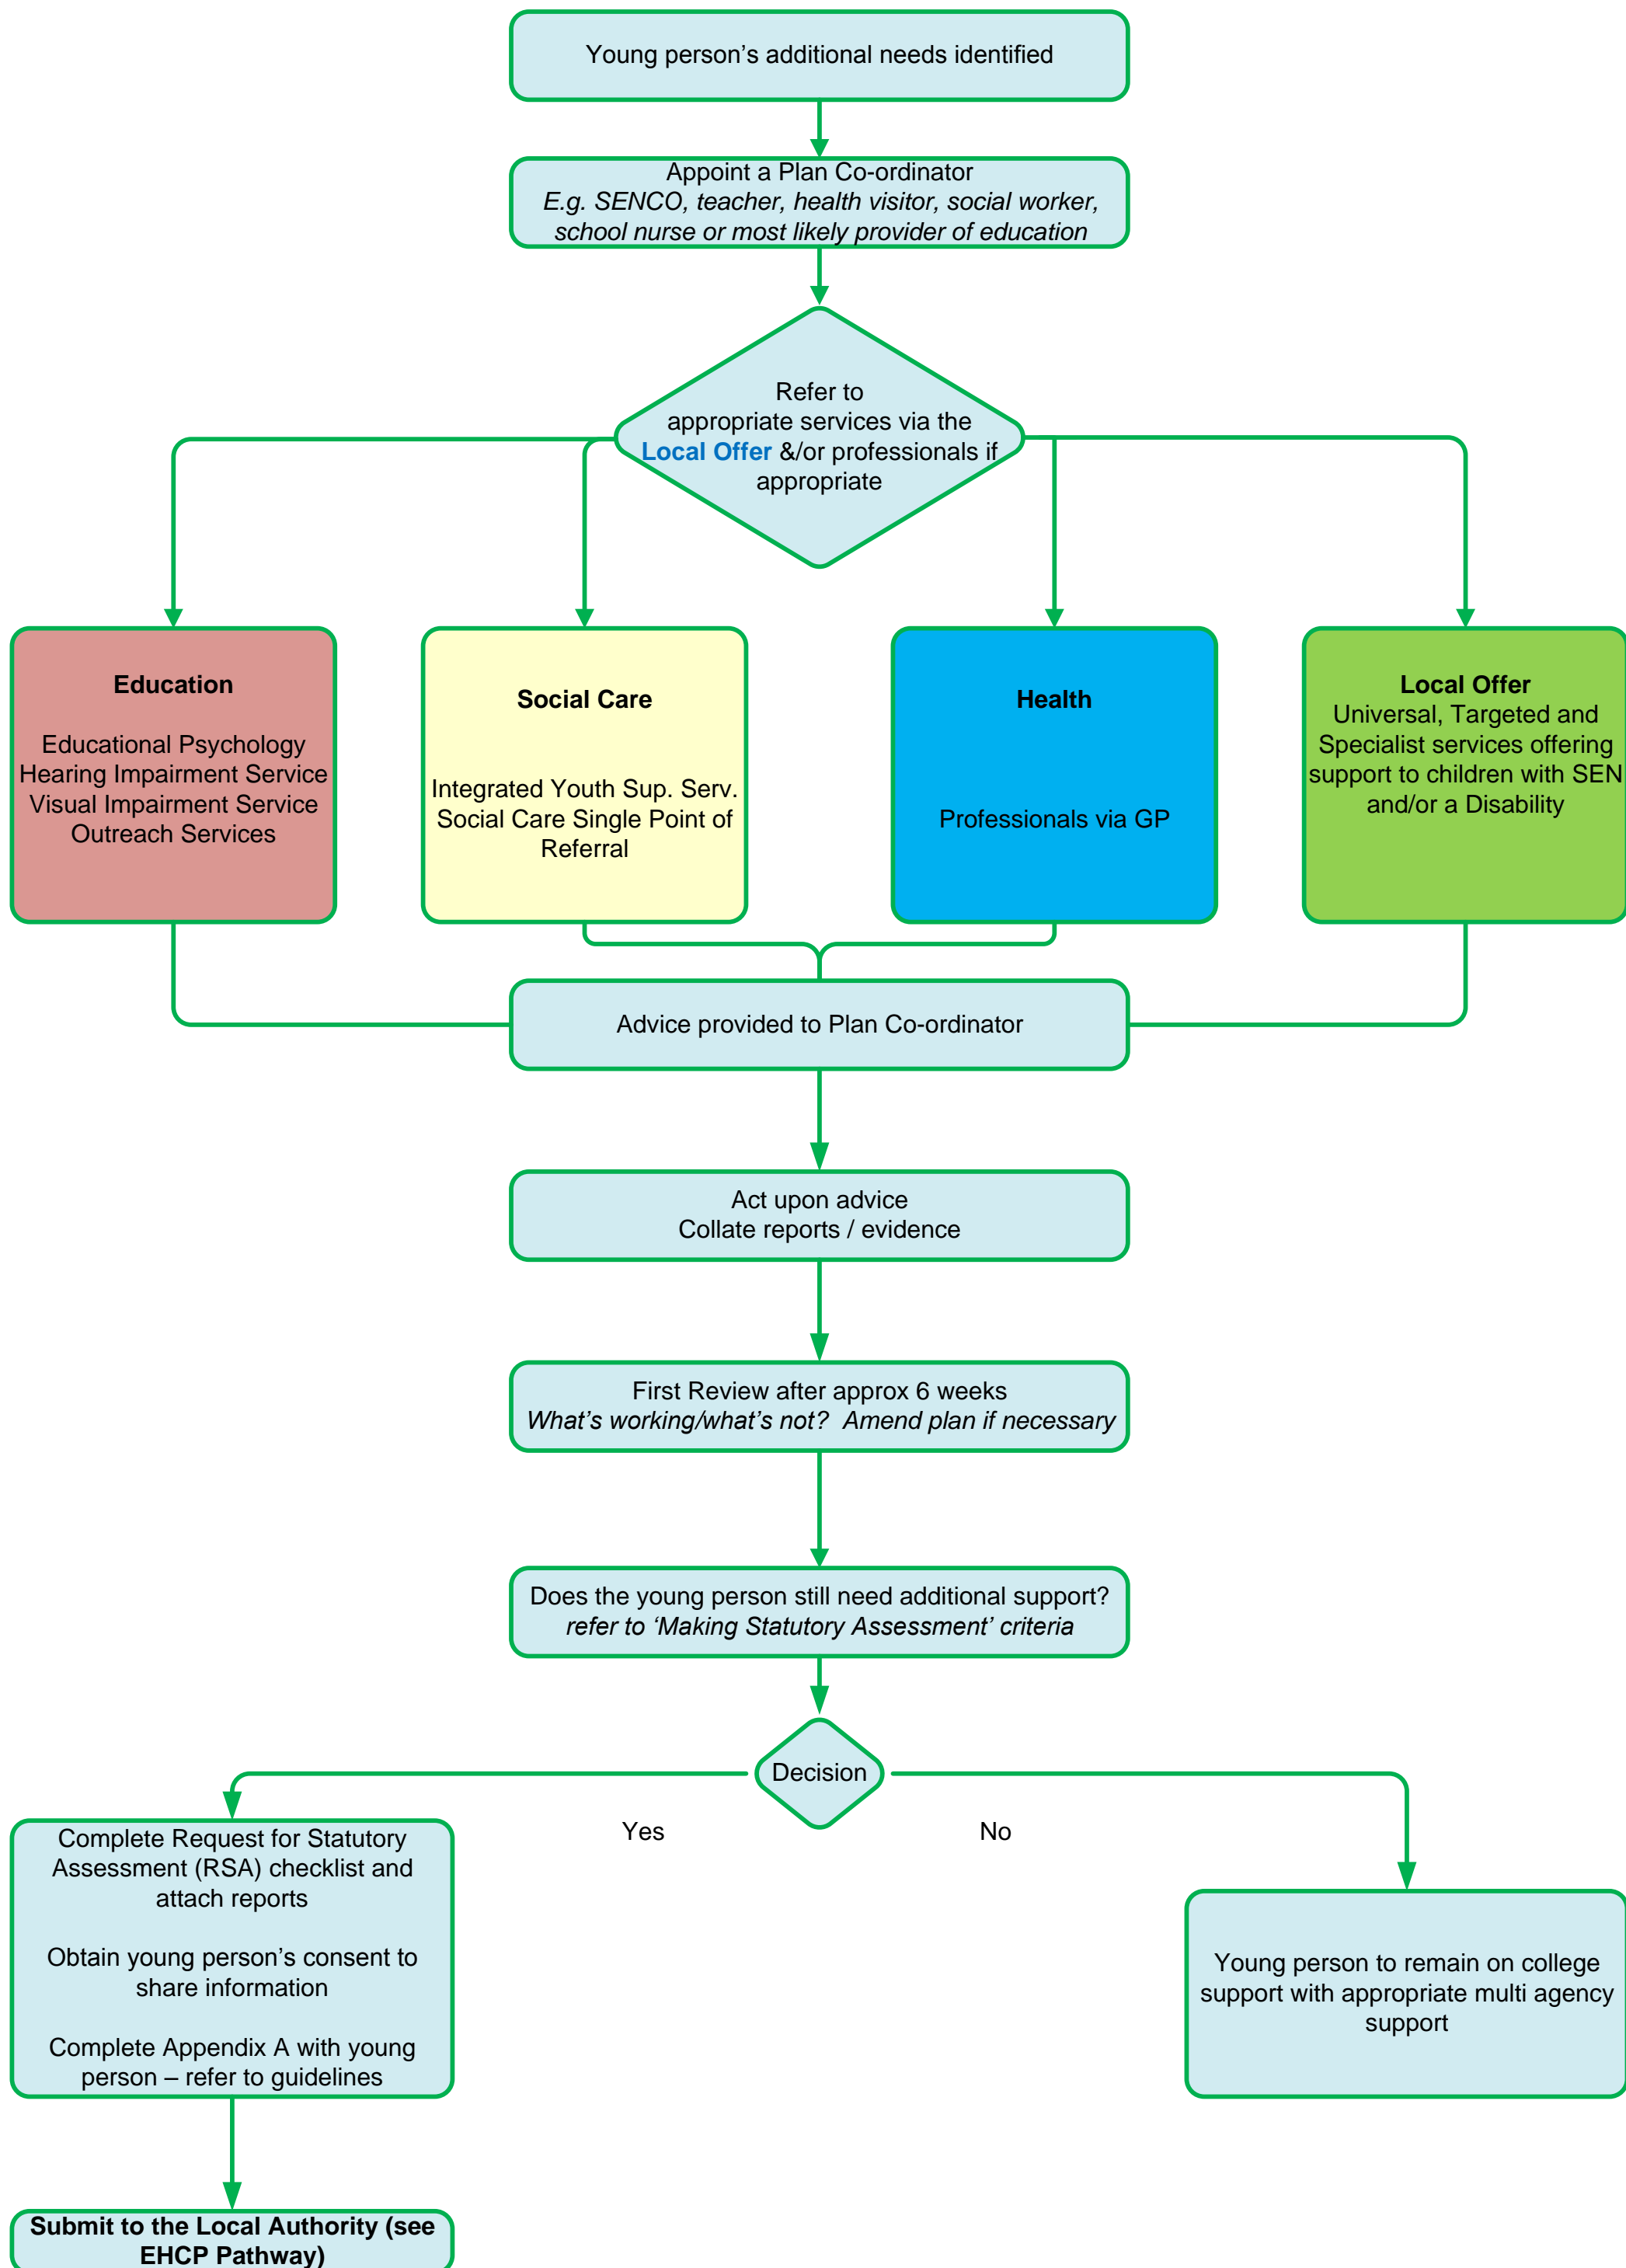 Young person’s additional needs identified
Appoint a Plan Co-ordinator
E.g. SENCO, teacher, health visitor, social worker,
school nurse or most likely provider of education
Refer to
appropriate services via the
Local Offer &/or professionals if
appropriate
Education
Educational Psychology
Hearing Impairment Service
Visual Impairment Service
Outreach Services
Social Care
Integrated Youth Sup. Serv.
Social Care Single Point of
Referral
Health
Professionals via GP
Local Offer
Universal, Targeted and
Specialist services offering
support to children with SEN
and/or a Disability
Advice provided to Plan Co-ordinator
Act upon advice
Collate reports / evidence
First Review after approx 6 weeks
What’s working/what’s not?  Amend plan if necessary
Does the young person still need additional support?
refer to ‘Making Statutory Assessment’ criteria
Decision
Yes
No
Complete Request for Statutory
Assessment (RSA) checklist and
attach reports
Obtain young person’s consent to
share information
Complete Appendix A with young
person – refer to guidelines
Young person to remain on college
support with appropriate multi agency
support
Submit to the Local Authority (see
EHCP Pathway)